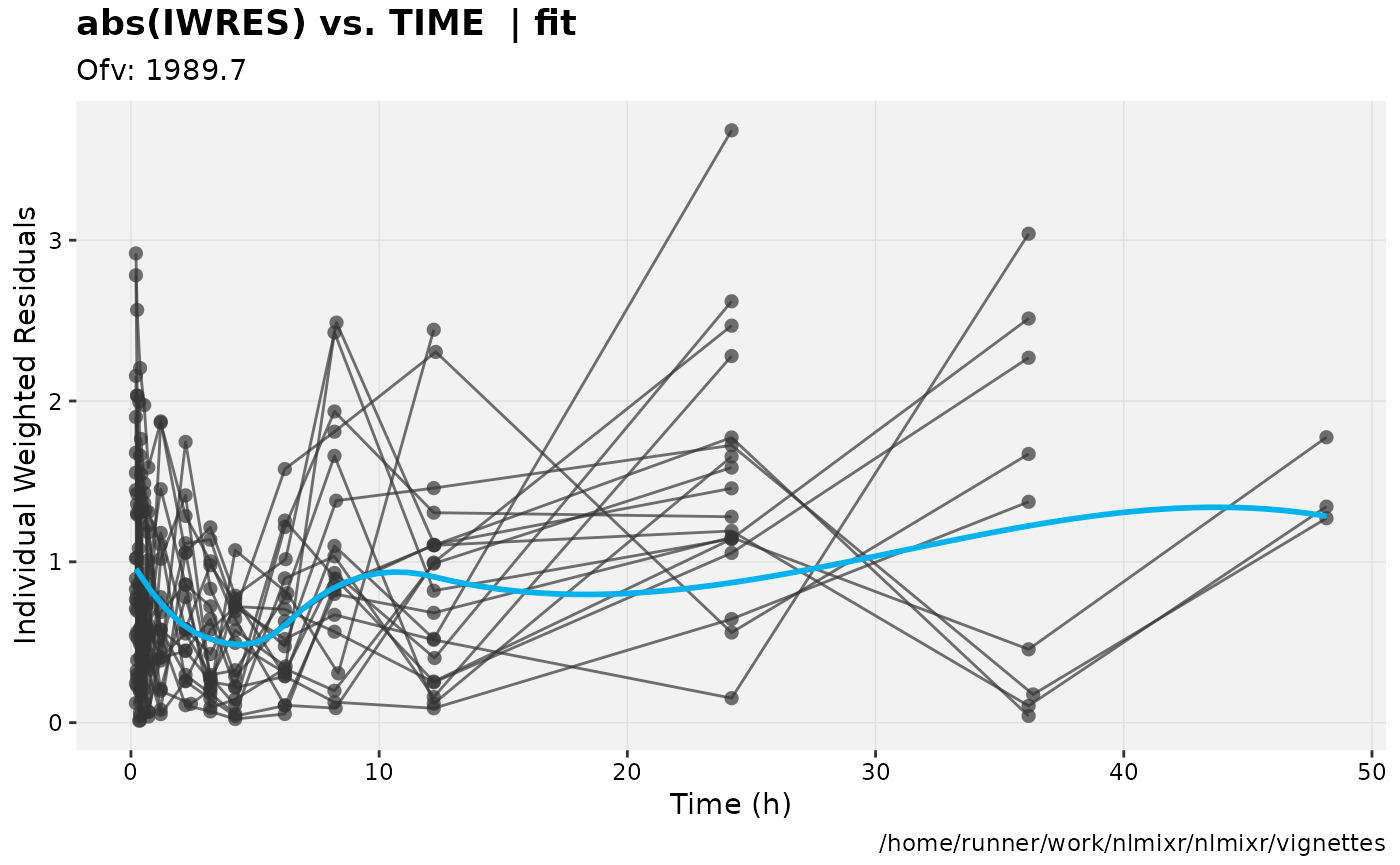 abs(IWRES) vs. TIME  | fit
Ofv: 1989.7
Individual Weighted Residuals
3
2
1
0
0 10 20 30 40 50
Time (h)
/home/runner/work/nlmixr/nlmixr/vignettes